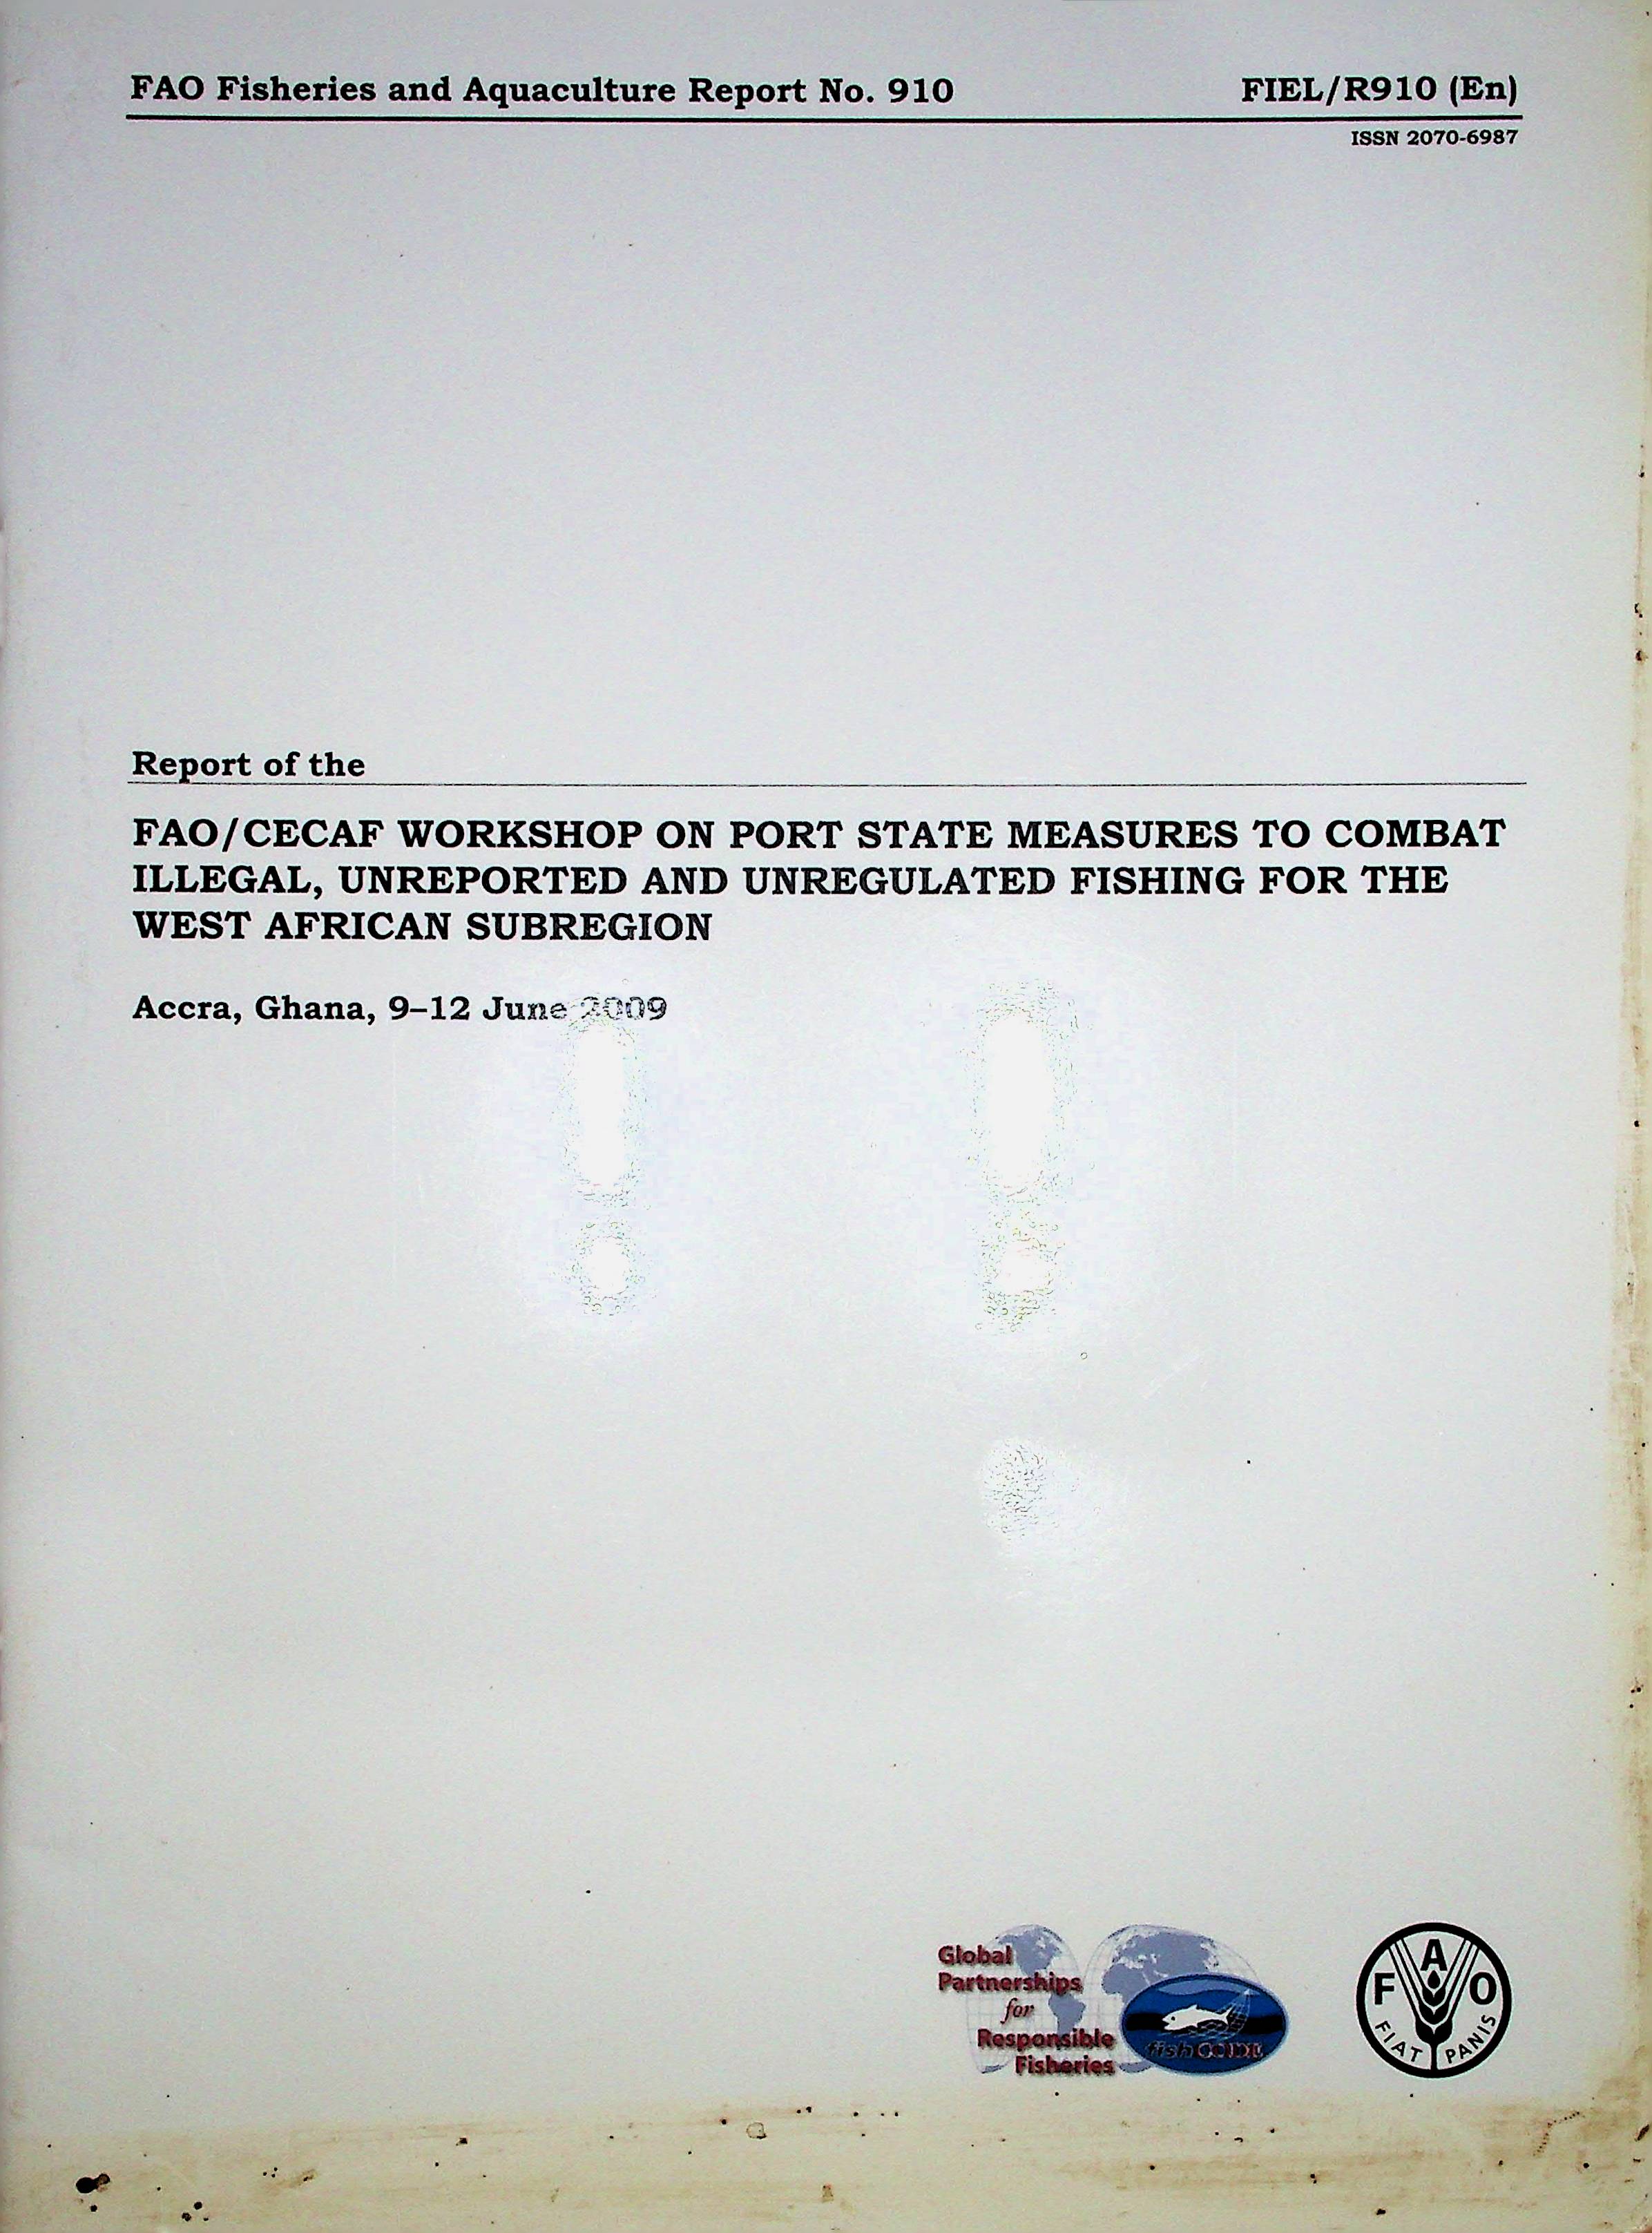 FAO Fisheries and Aquaculture Report No. 910
FIEL/R910 (En)
ISSN 2070-6987
Report of the
FAO/CECAF WORKSHOP ON PORT STATE MEASURES TO COMBAT
ILLEGAL, UNREPORTED AND UNREGULATED FISHING FOR THE
WEST AFRICAN SUBREGION
Accra, Ghana, 9–12 June 2009
Global
Partnerships
for
Responsible
Fisheries
fishCODE
FAO
FIAT PANIS